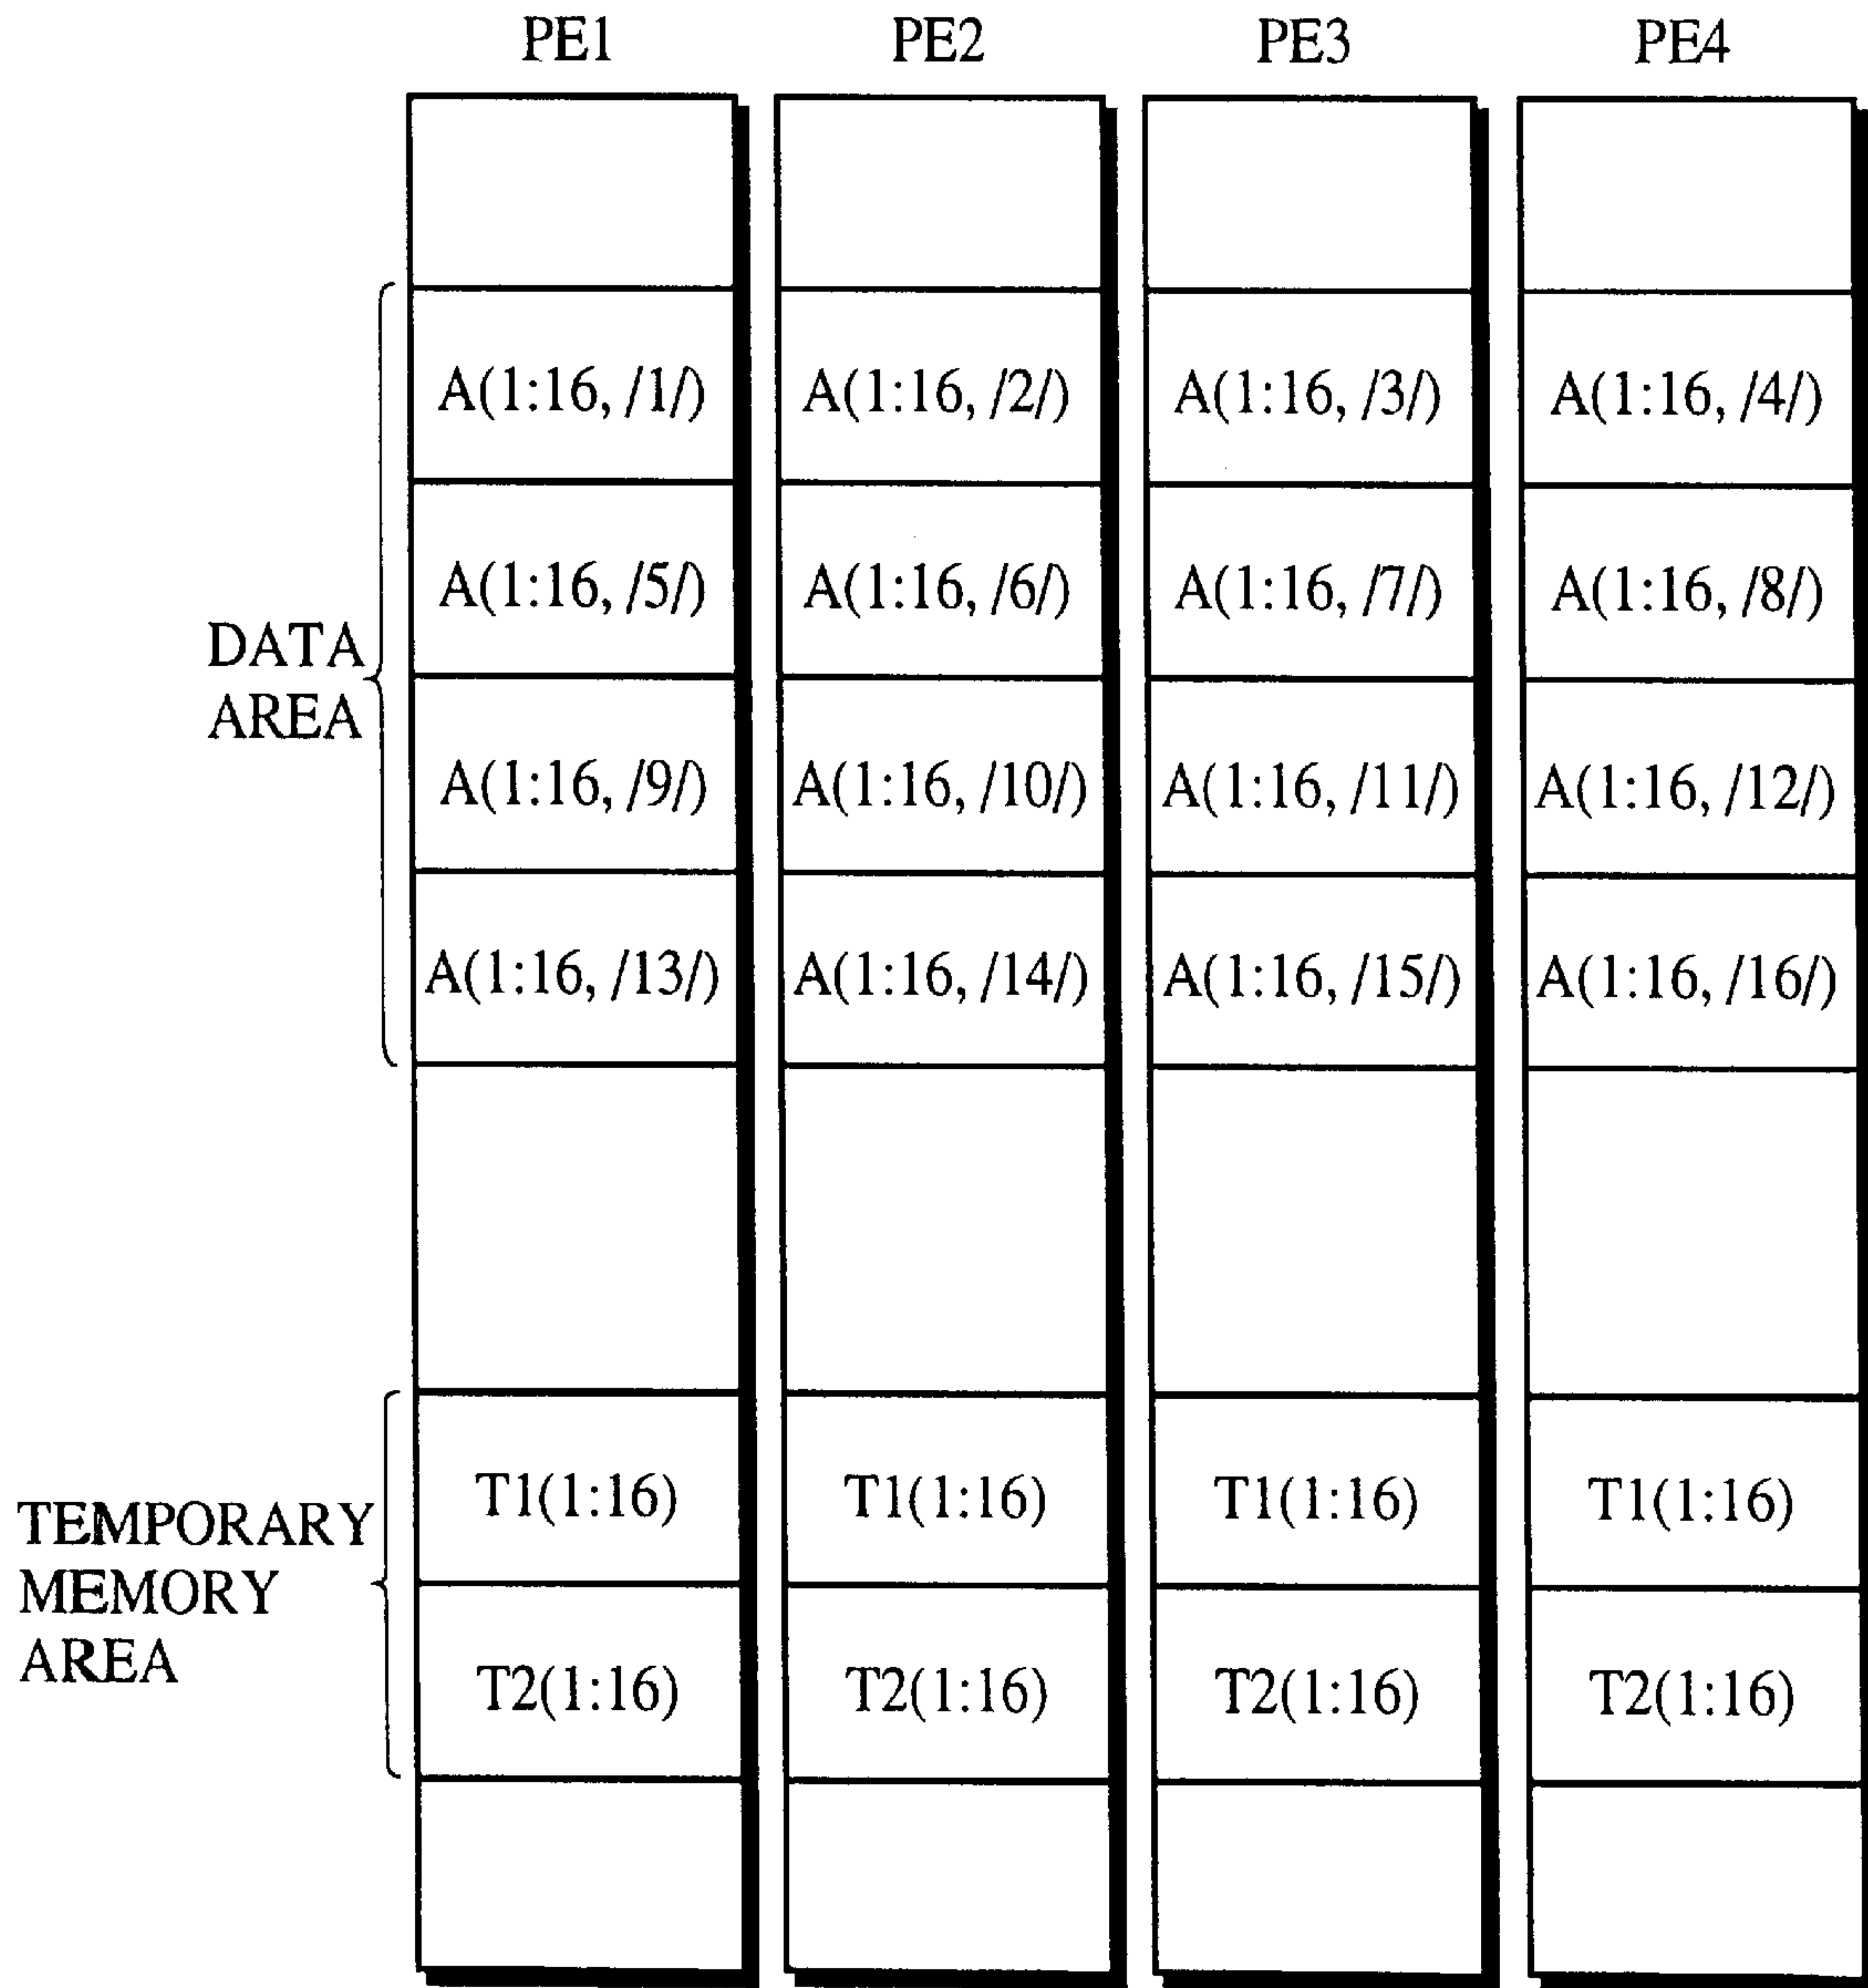 PE1 PE2 PE3 PE4
A(1:16, /1/) A(1:16, /2/) A(1:16, /3/) A(1:16, /4/)
A(1:16, /5/) A(1:16, /6/) A(1:16, /7/) A(1:16, /8/)
DATA
AREA
A(1:16, /9/) A(1:16, /10/) A(1:16, /11/) A(1:16, /12/)
A(1:16, /13/) A(1:16, /14/) A(1:16, /15/) A(1:16, /16/)
T1(1:16) T1(1:16) T1(1:16) T1(1:16)
TEMPORARY
MEMORY
AREA
T2(1:16) T2(1:16) T2(1:16) T2(1:16)